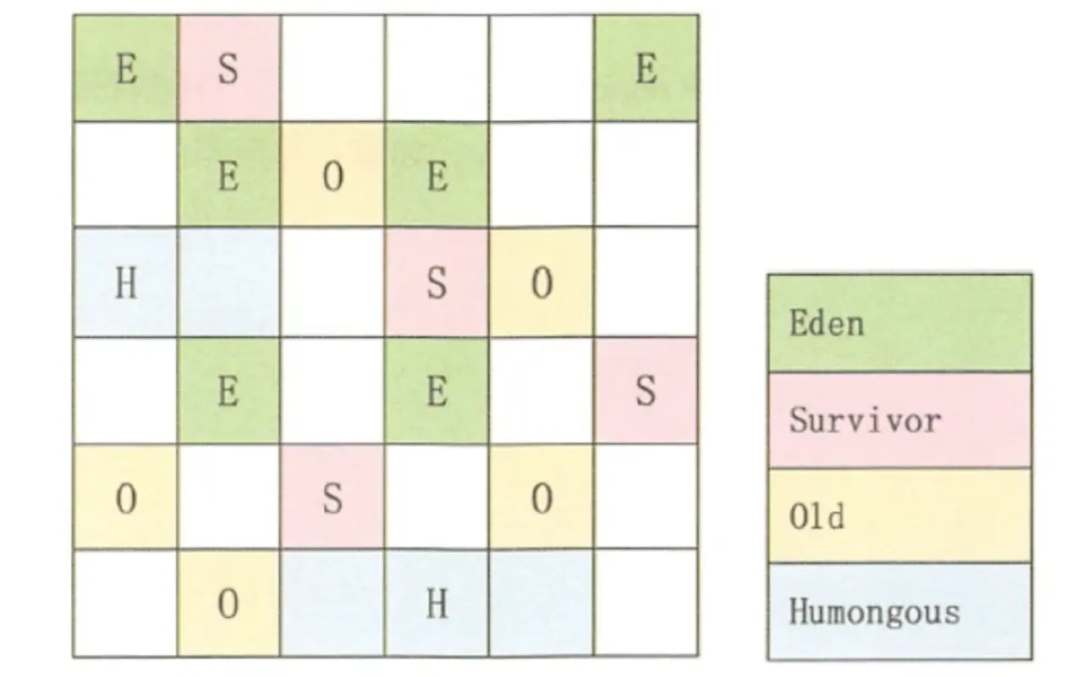 E S E
E O E
H S O
E E S
O S O
O H
Eden
Survivor
Old
Humongous